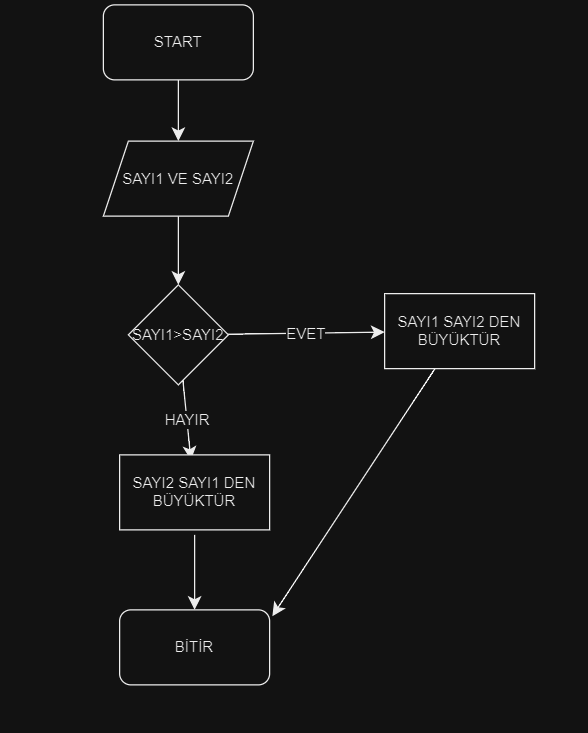 START
SAYI1 VE SAYI2
SAYI1>SAYI2
EVET
SAYI1 SAYI2 DEN
BÜYÜKTÜR
HAYIR
SAYI2 SAYI1 DEN
BÜYÜKTÜR
BİTİR